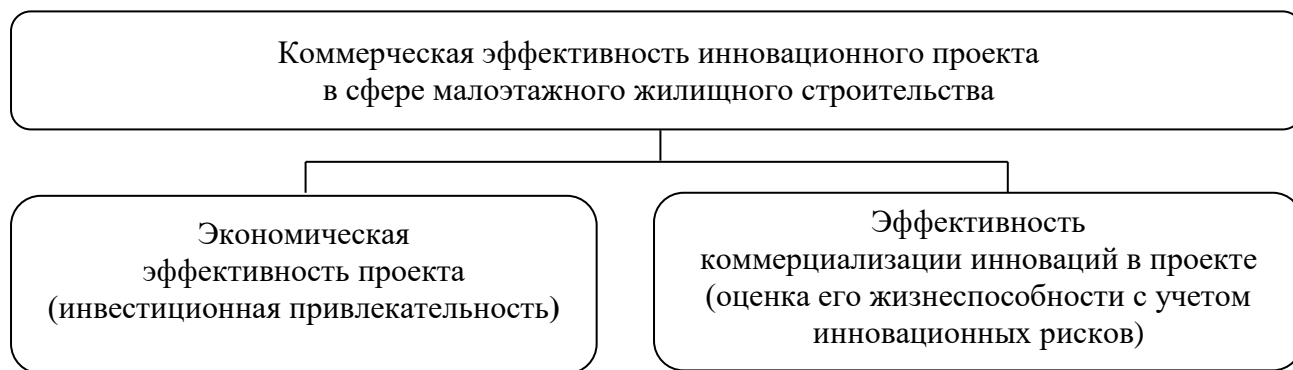 Коммерческая эффективность инновационного проекта
в сфере малоэтажного жилищного строительства
Экономическая
эффективность проекта
(инвестиционная привлекательность)
Эффективность
коммерциализации инноваций в проекте
(оценка его жизнеспособности с учетом
инновационных рисков)